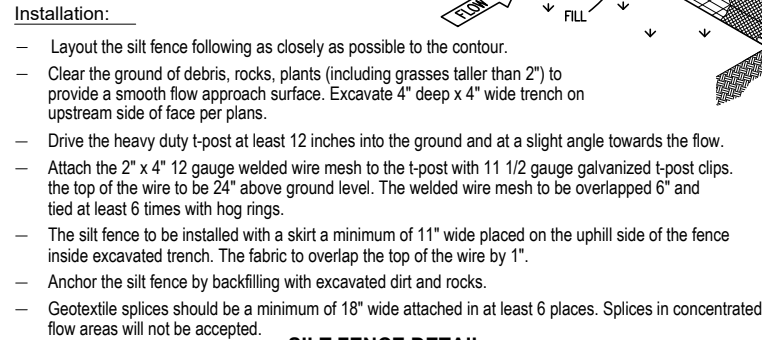 Installation:
FLOW
FILL
— Layout the silt fence following as closely as possible to the contour.
— Clear the ground of debris, rocks, plants (including grasses taller than 2") to
provide a smooth flow approach surface. Excavate 4" deep x 4" wide trench on
upstream side of face per plans.
— Drive the heavy duty t-post at least 12 inches into the ground and at a slight angle towards the flow.
— Attach the 2" x 4" 12 gauge welded wire mesh to the t-post with 11 1/2 gauge galvanized t-post clips.
the top of the wire to be 24" above ground level. The welded wire mesh to be overlapped 6" and
tied at least 6 times with hog rings.
— The silt fence to be installed with a skirt a minimum of 11" wide placed on the uphill side of the fence
inside excavated trench. The fabric to overlap the top of the wire by 1".
— Anchor the silt fence by backfilling with excavated dirt and rocks.
— Geotextile splices should be a minimum of 18" wide attached in at least 6 places. Splices in concentrated
flow areas will not be accepted.
SILT FENCE DETAIL